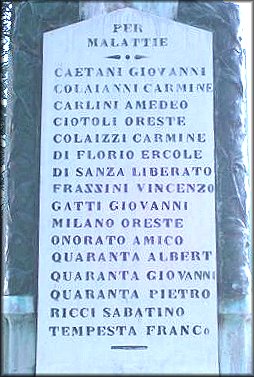 PER
MALATTIE
CAETANI GIOVANNI
COLAIANNI CARMINE
CARLINI AMEDEO
CIOTOLI ORESTE
COLAIZZI CARMINE
DI FLORIO ERCOLE
DI SANZA LIBERATO
FRASSINI VINCENZO
GATTI GIOVANNI
MILANO ORESTE
ONORATO AMICO
QUARANTA ALBERT
QUARANTA GIOVANNI
QUARANTA PIETRO
RICCI SABATINO
TEMPESTA FRANCO